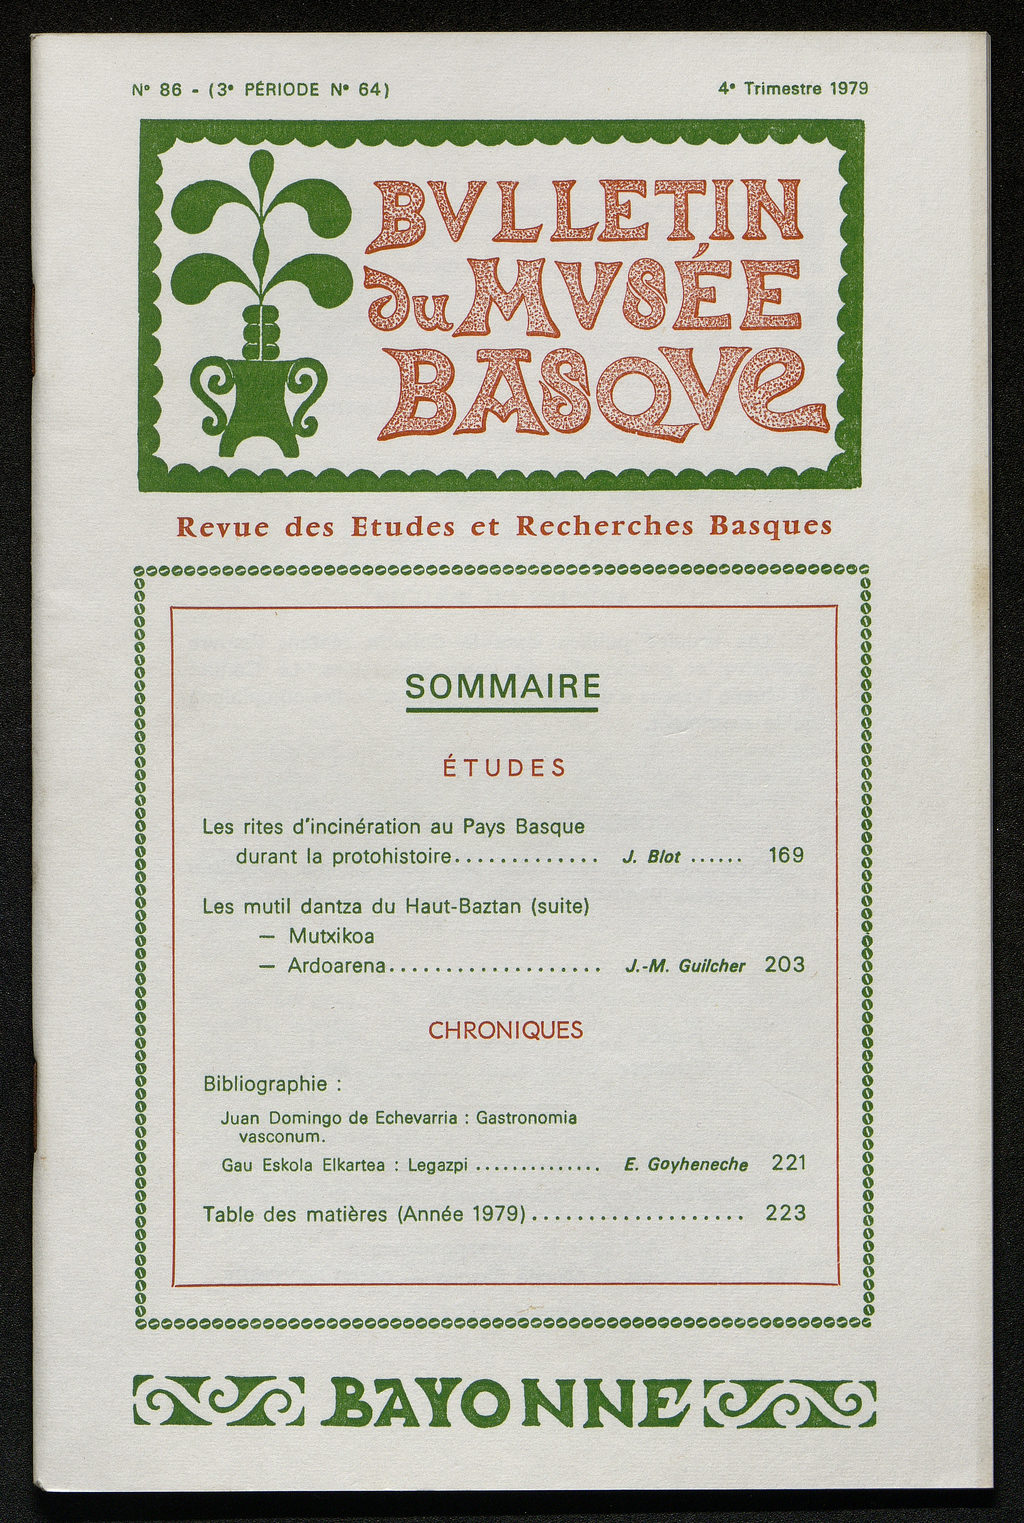 N° 86 - (3e PÉRIODE N° 64)
4e Trimestre 1979
BVLLETIN
du MVSÉE
BASQVE
Revue des Etudes et Recherches Basques
SOMMAIRE
ÉTUDES
Les rites d'incinération au Pays Basque
durant la protohistoire............. J. Blot ...... 169
Les mutil dantza du Haut-Baztan (suite)
— Mutxikoa
— Ardoarena................... J.-M. Guilcher 203
CHRONIQUES
Bibliographie :
Juan Domingo de Echevarria : Gastronomia
vasconum.
Gau Eskola Elkartea : Legazpi .............. E. Goyheneche 221
Table des matières (Année 1979)................... 223
BAYONNE